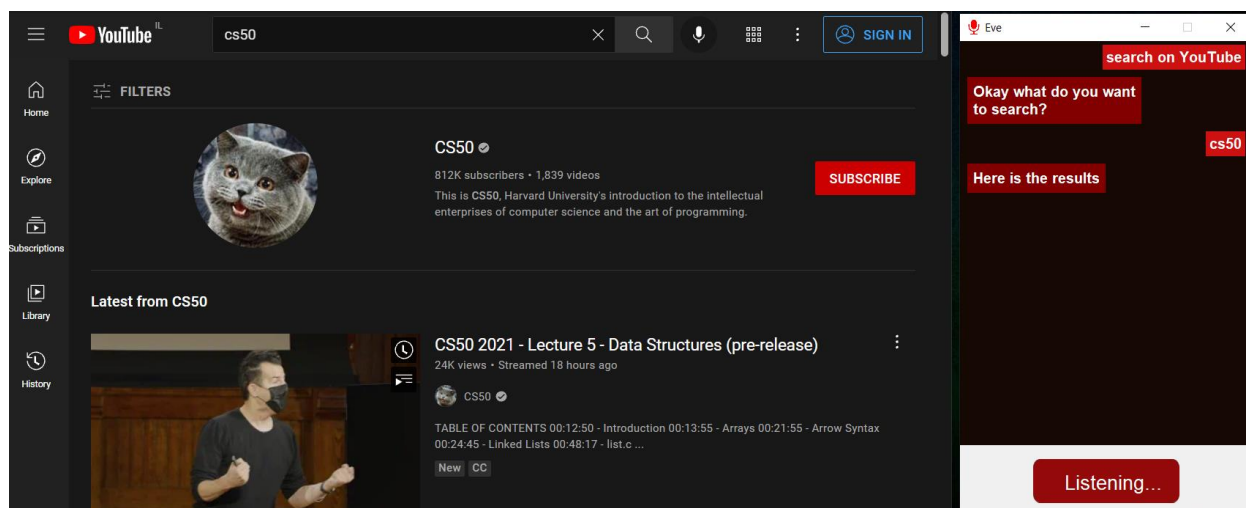 YouTube IL
cs50
SIGN IN
Home
Explore
Subscriptions
Library
History
FILTERS
CS50
812K subscribers • 1,839 videos
This is CS50, Harvard University's introduction to the intellectual
enterprises of computer science and the art of programming.
SUBSCRIBE
Latest from CS50
CS50 2021 - Lecture 5 - Data Structures (pre-release)
24K views • Streamed 18 hours ago
CS50
TABLE OF CONTENTS 00:12:50 - Introduction 00:13:55 - Arrays 00:21:55 - Arrow Syntax
00:24:45 - Linked Lists 00:48:17 - list.c ...
New CC
Eve
search on YouTube
Okay what do you want
to search?
cs50
Here is the results
Listening...